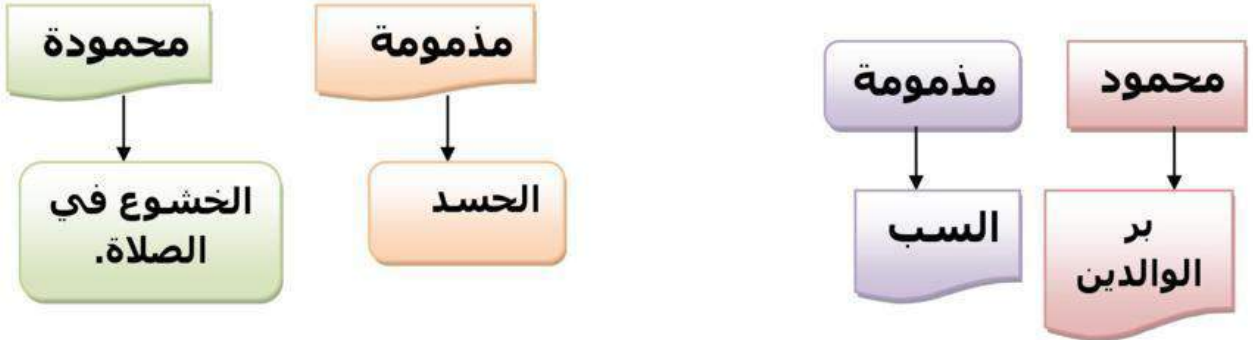 محمود
مذمومة
بر
الوالدين
السب
مذمومة
محمودة
الحسد
الخشوع في
الصلاة.